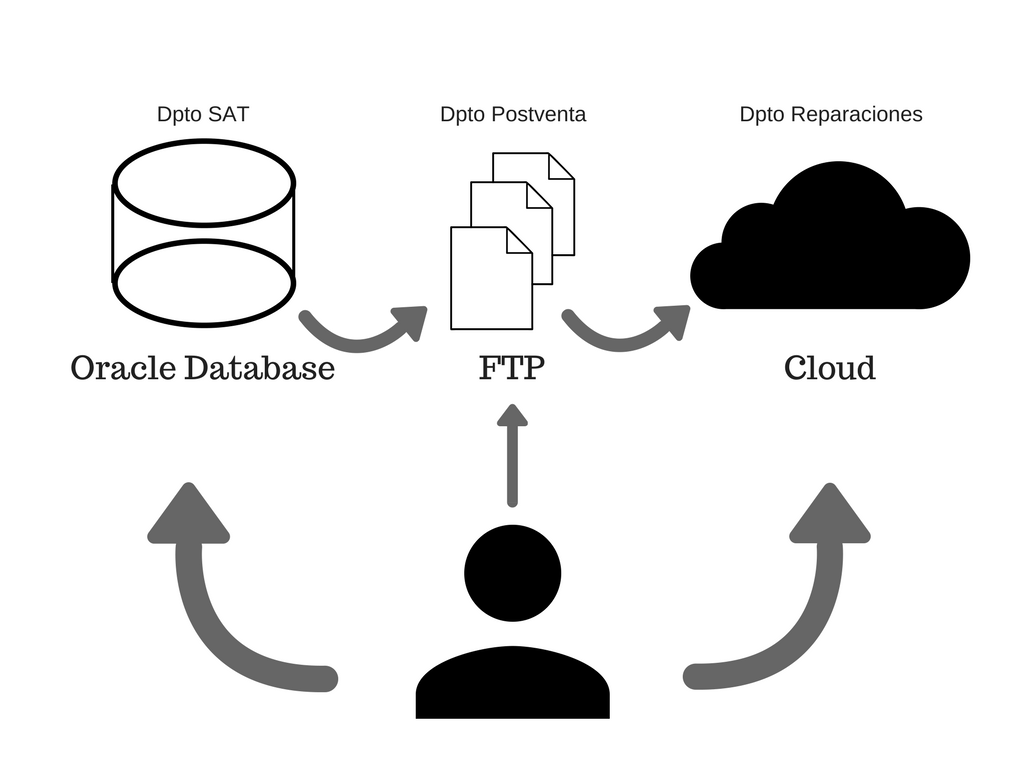 Dpto SAT
Dpto Postventa
Dpto Reparaciones
Oracle Database
FTP
Cloud